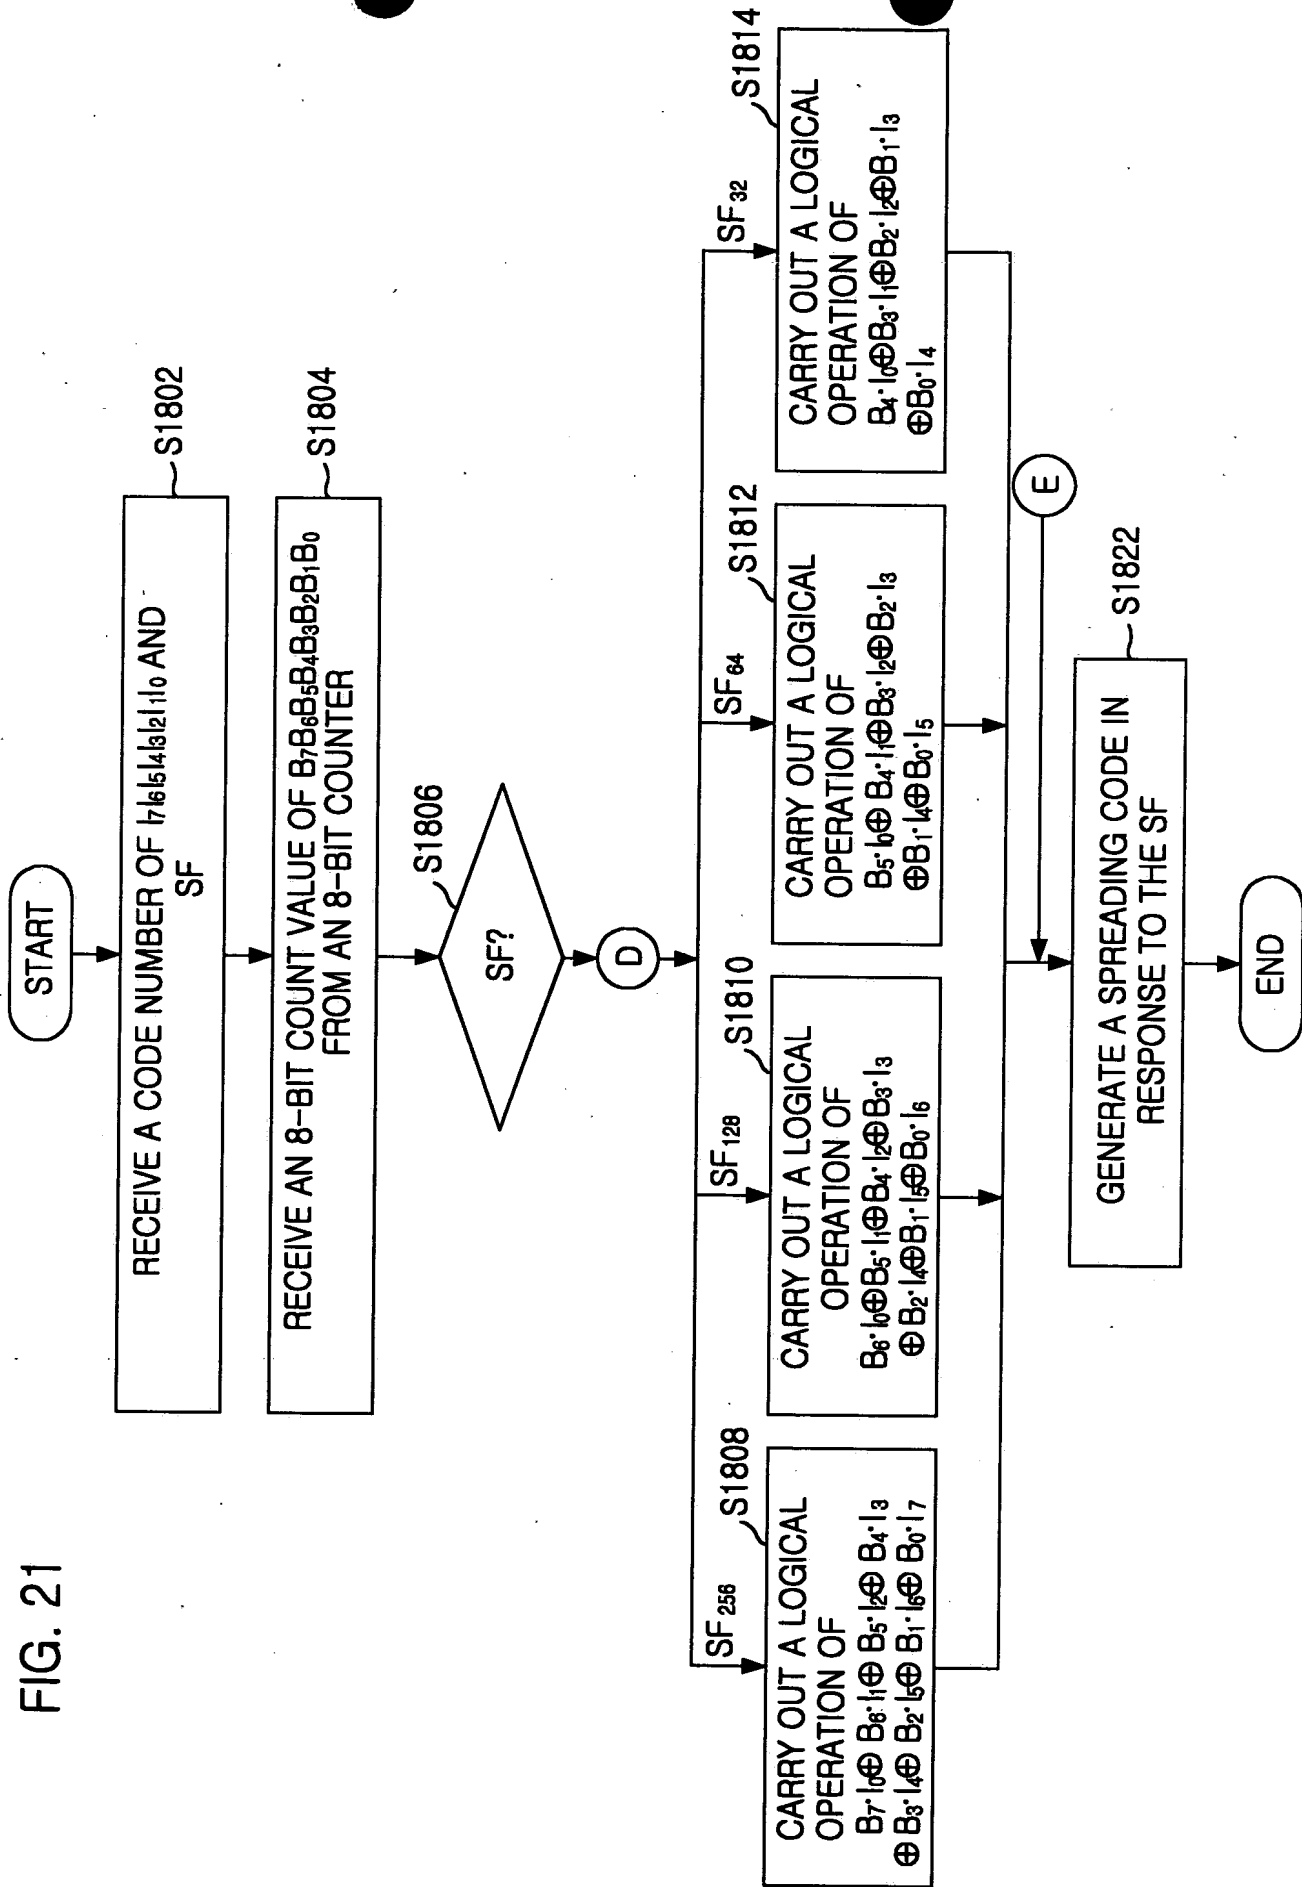 FIG. 21
START
S1802
RECEIVE A CODE NUMBER OF I₇I₆I₅I₄I₃I₂I₁I₀ AND
SF
S1804
RECEIVE AN 8-BIT COUNT VALUE OF B₇B₆B₅B₄B₃B₂B₁B₀
FROM AN 8-BIT COUNTER
S1806
SF?
D
SF₂₅₆
S1808
CARRY OUT A LOGICAL
OPERATION OF
B₇·I₀⊕ B₆·I₁⊕ B₅·I₂⊕ B₄·I₃
⊕ B₃·I₄⊕ B₂·I₅⊕ B₁·I₆⊕ B₀·I₇
SF₁₂₈
S1810
CARRY OUT A LOGICAL
OPERATION OF
B₆·I₀⊕B₅·I₁⊕B₄·I₂⊕B₃·I₃
⊕B₂·I₄⊕B₁·I₅⊕B₀·I₆
SF₆₄
S1812
CARRY OUT A LOGICAL
OPERATION OF
B₅·I₀⊕ B₄·I₁⊕B₃·I₂⊕B₂·I₃
⊕B₁·I₄⊕B₀·I₅
SF₃₂
S1814
CARRY OUT A LOGICAL
OPERATION OF
B₄·I₀⊕B₃·I₁⊕B₂·I₂⊕B₁·I₃
⊕B₀·I₄
E
S1822
GENERATE A SPREADING CODE IN
RESPONSE TO THE SF
END